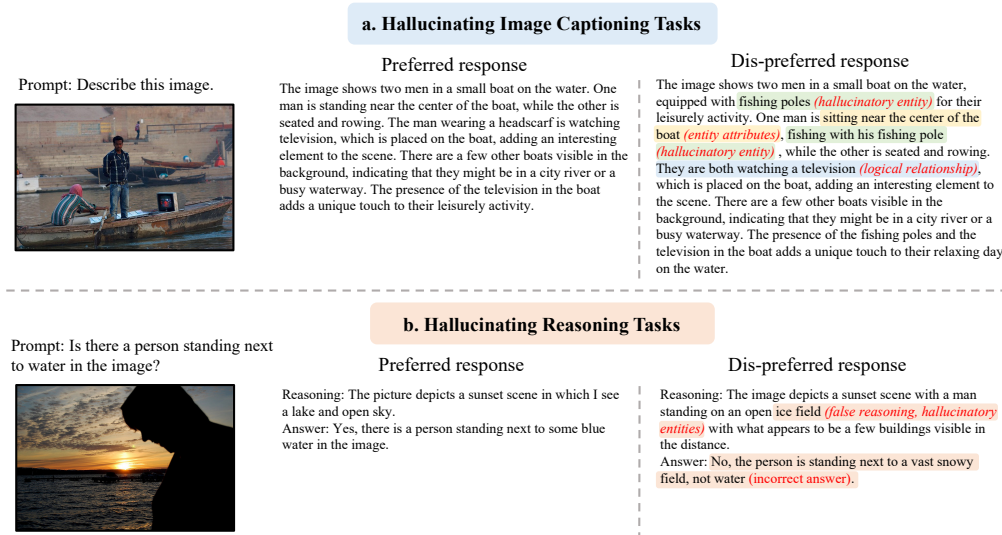 a. Hallucinating Image Captioning Tasks
Prompt: Describe this image.
Preferred response
The image shows two men in a small boat on the water. One
man is standing near the center of the boat, while the other is
seated and rowing. The man wearing a headscarf is watching
television, which is placed on the boat, adding an interesting
element to the scene. There are a few other boats visible in the
background, indicating that they might be in a city river or a
busy waterway. The presence of the television in the boat
adds a unique touch to their leisurely activity.
Dis-preferred response
The image shows two men in a small boat on the water,
equipped with fishing poles (hallucinatory entity) for their
leisurely activity. One man is sitting near the center of the
boat (entity attributes), fishing with his fishing pole
(hallucinatory entity) , while the other is seated and rowing.
They are both watching a television (logical relationship),
which is placed on the boat, adding an interesting element to
the scene. There are a few other boats visible in the
background, indicating that they might be in a city river or a
busy waterway. The presence of the fishing poles and the
television in the boat adds a unique touch to their relaxing day
on the water.
b. Hallucinating Reasoning Tasks
Prompt: Is there a person standing next
to water in the image?
Preferred response
Reasoning: The picture depicts a sunset scene in which I see
a lake and open sky.
Answer: Yes, there is a person standing next to some blue
water in the image.
Dis-preferred response
Reasoning: The image depicts a sunset scene with a man
standing on an open ice field (false reasoning, hallucinatory
entities) with what appears to be a few buildings visible in
the distance.
Answer: No, the person is standing next to a vast snowy
field, not water (incorrect answer).